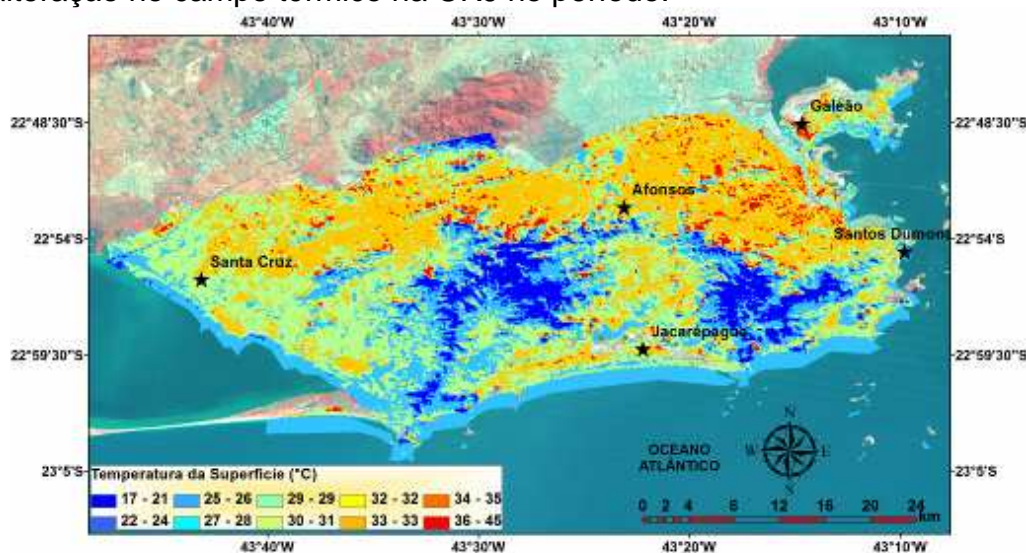 no campo térmico na no período.
43°40'W 43°30'W 43°20'W 43°10'W
Galeão
22°48'30"S 22°48'30"S
Afonsos
Santos Dumont
22°54'S 22°54'S
Santa Cruz
Jacarepaguá
22°59'30"S 22°59'30"S
N
W E
S
OCEANO
ATLÂNTICO
23°5'S 23°5'S
Temperatura da Superfície (°C)
17 - 21 25 - 26 29 - 29 32 - 32 34 - 35
22 - 24 27 - 28 30 - 31 33 - 33 36 - 45
0 2 4 8 12 16 20 24
km
43°40'W 43°30'W 43°20'W 43°10'W